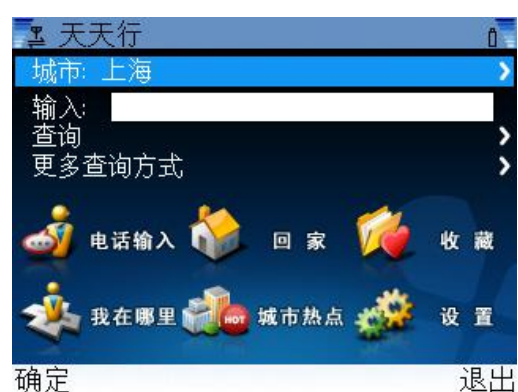 天天行
城市: 上海
输入:
查询
更多查询方式
电话输入 回家 收藏
我在哪里 HOT 城市热点 设置
确定 退出